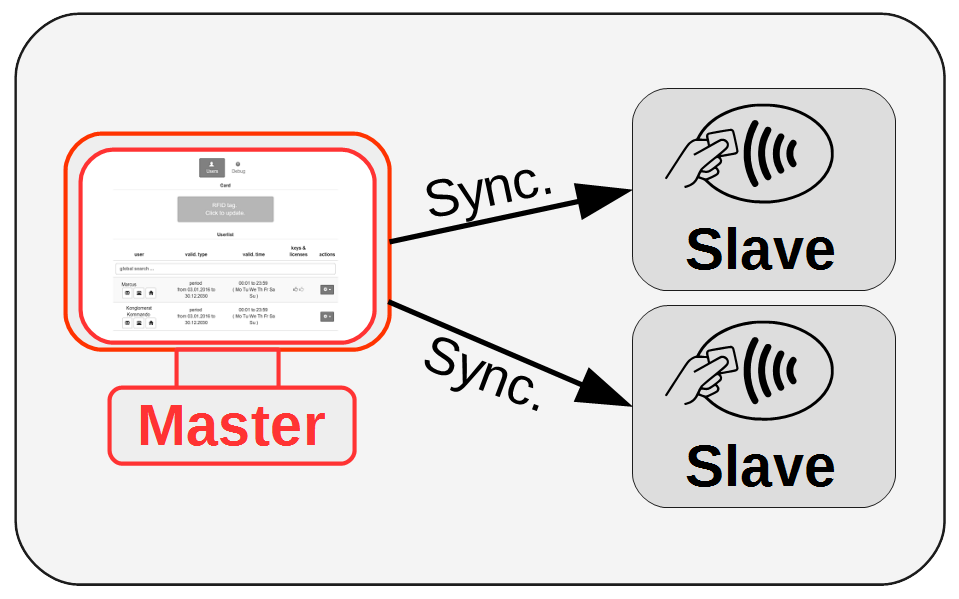 Users Debug
Card
RFID tag.
Click to update.
Userlist
user valid. type valid. time keys & licenses actions
global search ...
Marcus
period
from 03.01.2016 to
30.12.2030
00:01 to 23:59
( Mo Tu We Th Fr Sa
Su )
Konglomerat
Kommando
period
from 03.01.2016 to
30.12.2030
00:01 to 23:59
( Mo Tu We Th Fr Sa
Su )
Master
Sync.
Sync.
Slave
Slave